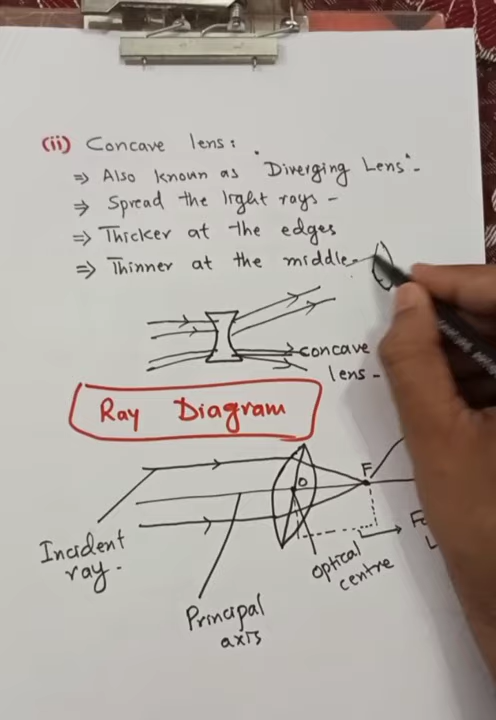 (ii) Concave lens:
⇒ Also known as "Diverging Lens".
⇒ Spread the light rays -
⇒ Thicker at the edges
⇒ Thinner at the middle-
concave
lens -
Ray Diagram
O
F
Incident
ray.
Optical
centre
Principal
axis